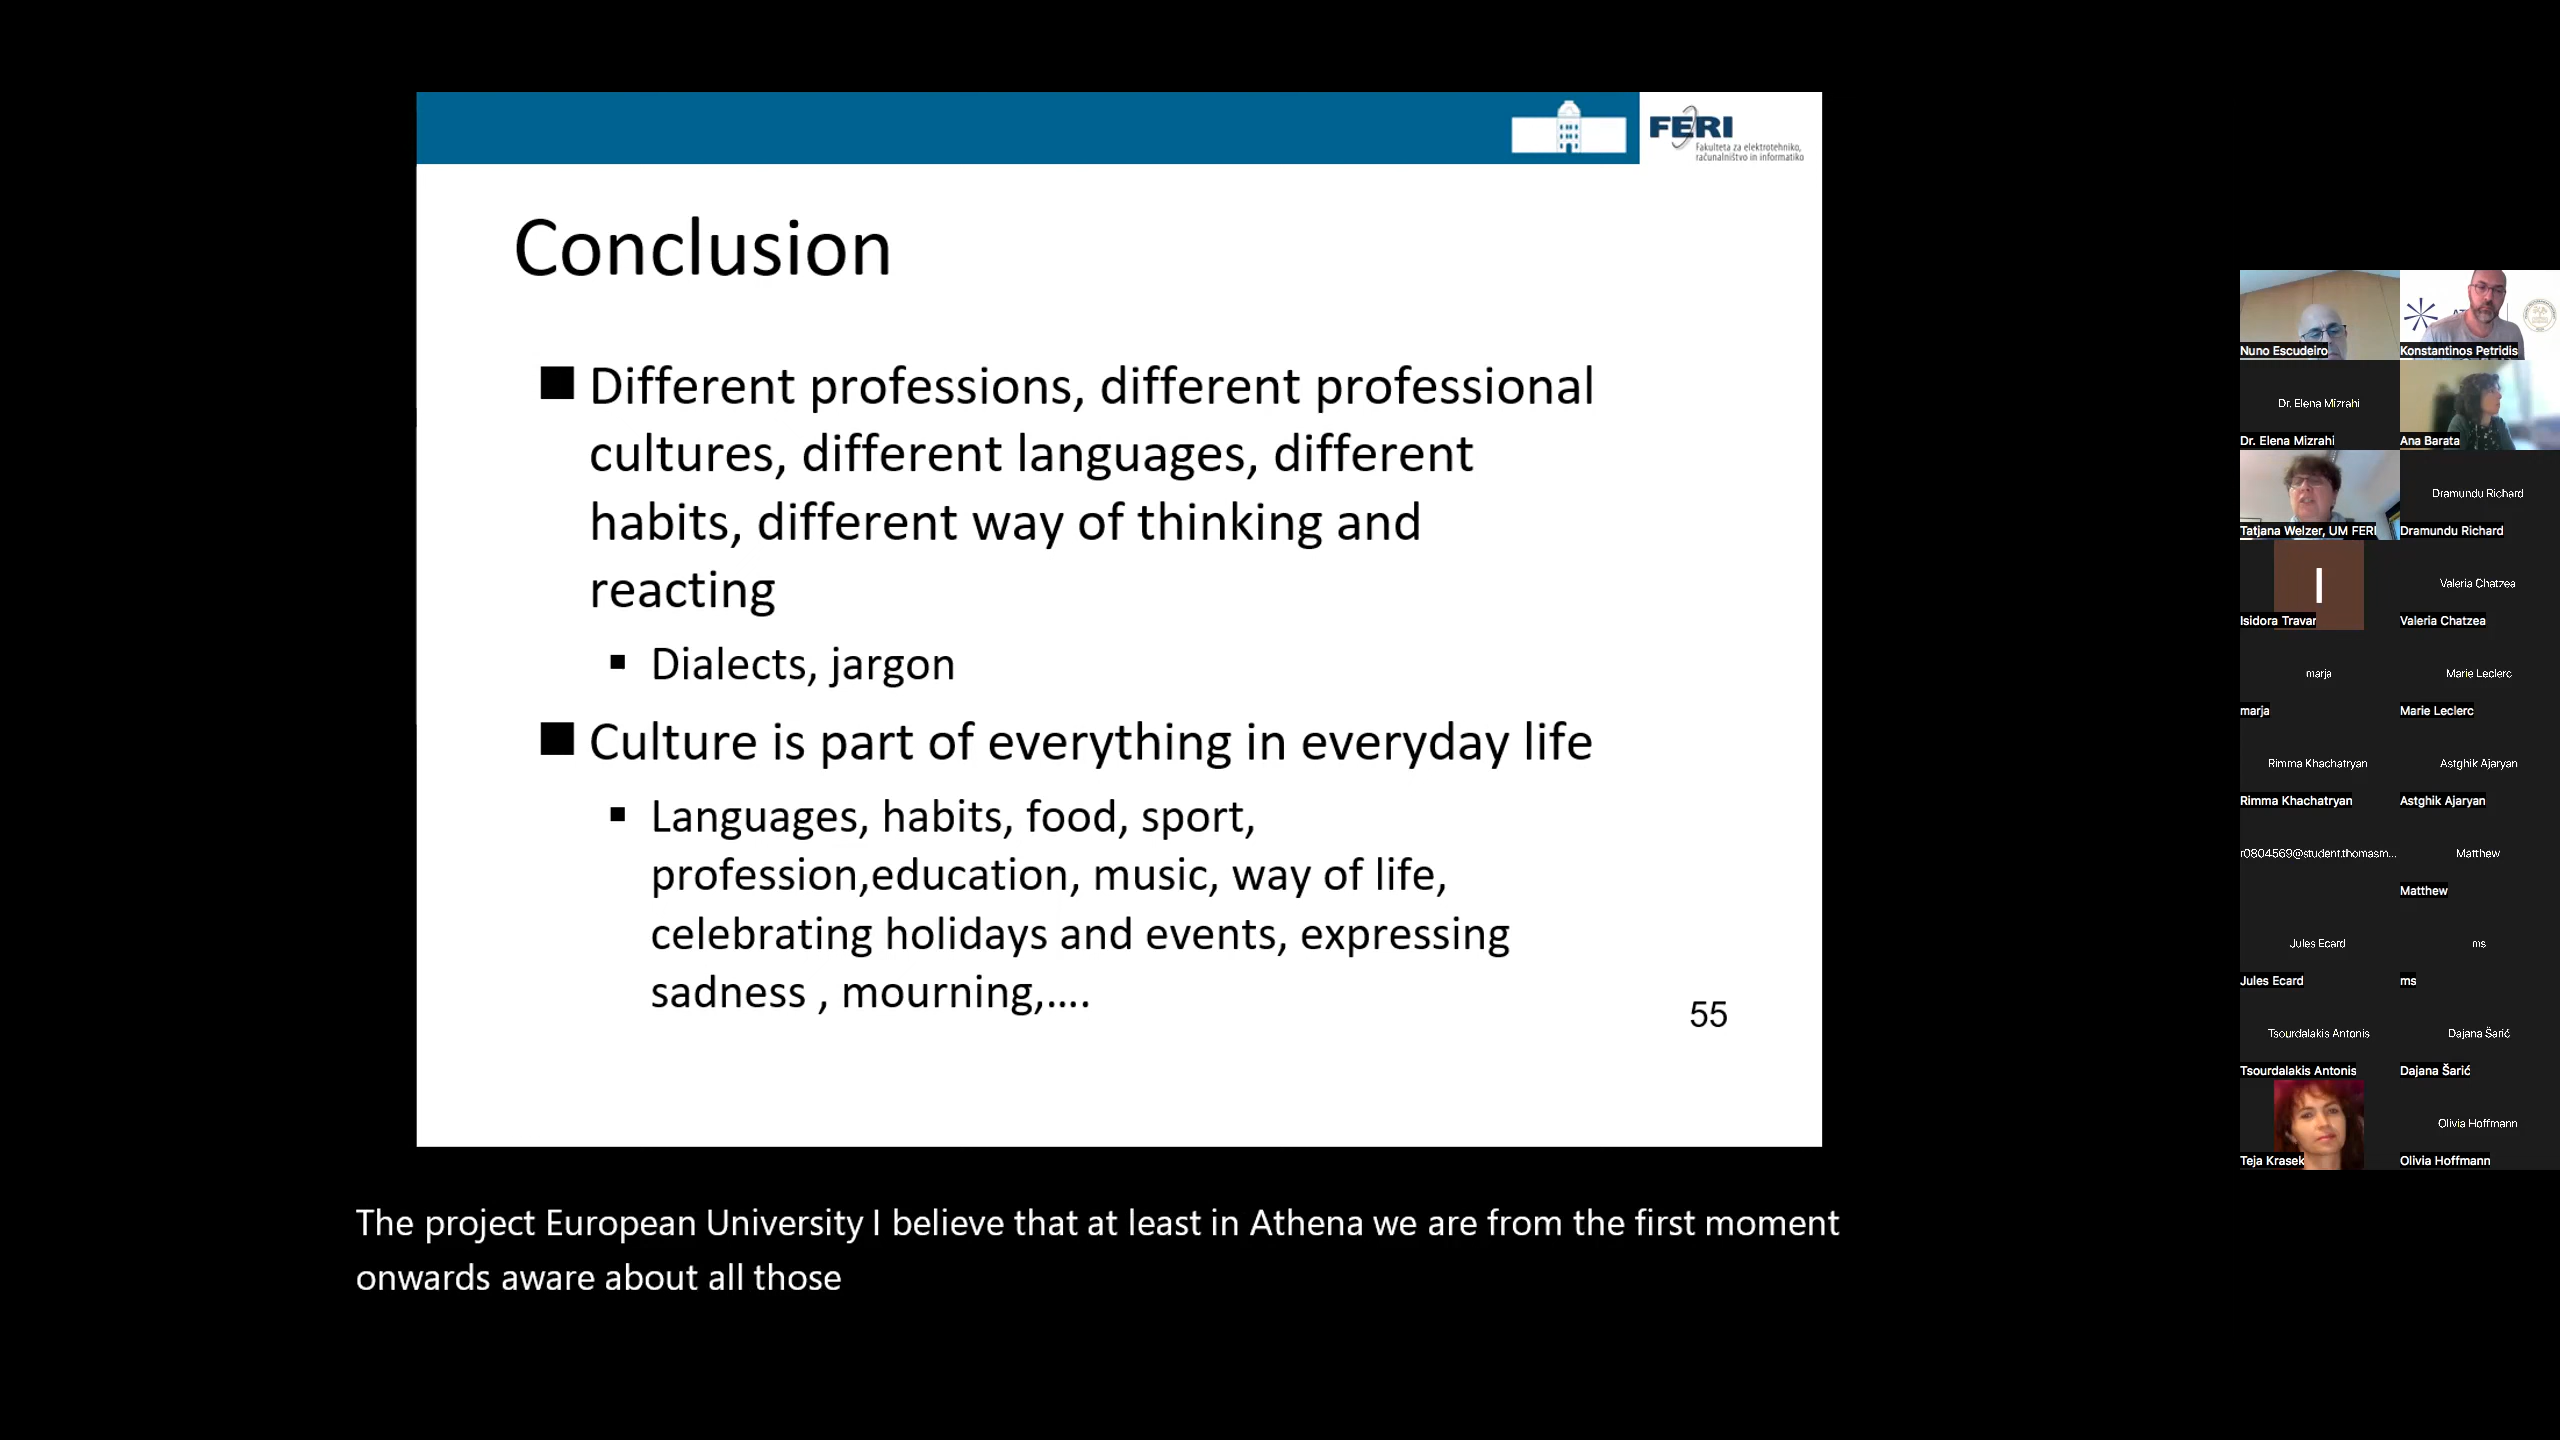 FERI
Fakulteta za elektrotehniko,
računalništvo in informatiko
Conclusion
Different professions, different professional
cultures, different languages, different
habits, different way of thinking and
reacting
Dialects, jargon
Culture is part of everything in everyday life
Languages, habits, food, sport,
profession,education, music, way of life,
celebrating holidays and events, expressing
sadness , mourning,....
55
The project European University I believe that at least in Athena we are from the first moment
onwards aware about all those
Nuno Escudeiro
Konstantinos Petridis
Dr. Elena Mizrahi
Dr. Elena Mizrahi
Ana Barata
Dramundu Richard
Tatjana Welzer, UM FERI
Dramundu Richard
I
Valeria Chatzea
Isidora Travar
Valeria Chatzea
marja
Marie Leclerc
marja
Marie Leclerc
Rimma Khachatryan
Astghik Ajaryan
Rimma Khachatryan
Astghik Ajaryan
r0804569@student.thomasm...
Matthew
Matthew
Jules Ecard
ms
Jules Ecard
ms
Tsourdalakis Antonis
Dajana Šarić
Tsourdalakis Antonis
Dajana Šarić
Olivia Hoffmann
Teja Krasek
Olivia Hoffmann